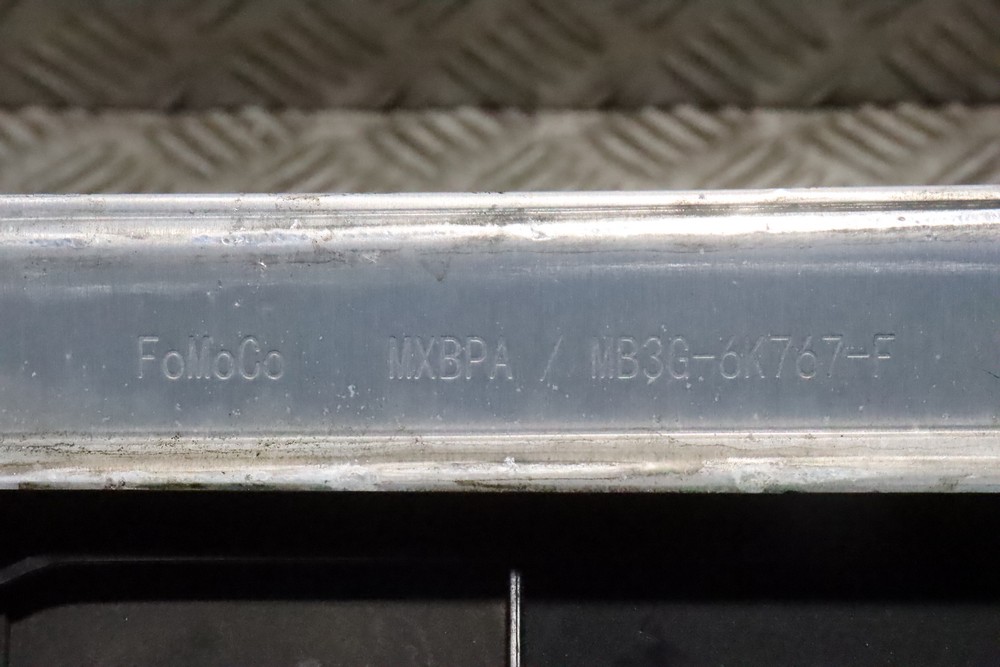 FoMoCo MXBPA / MB3G-6K767-F